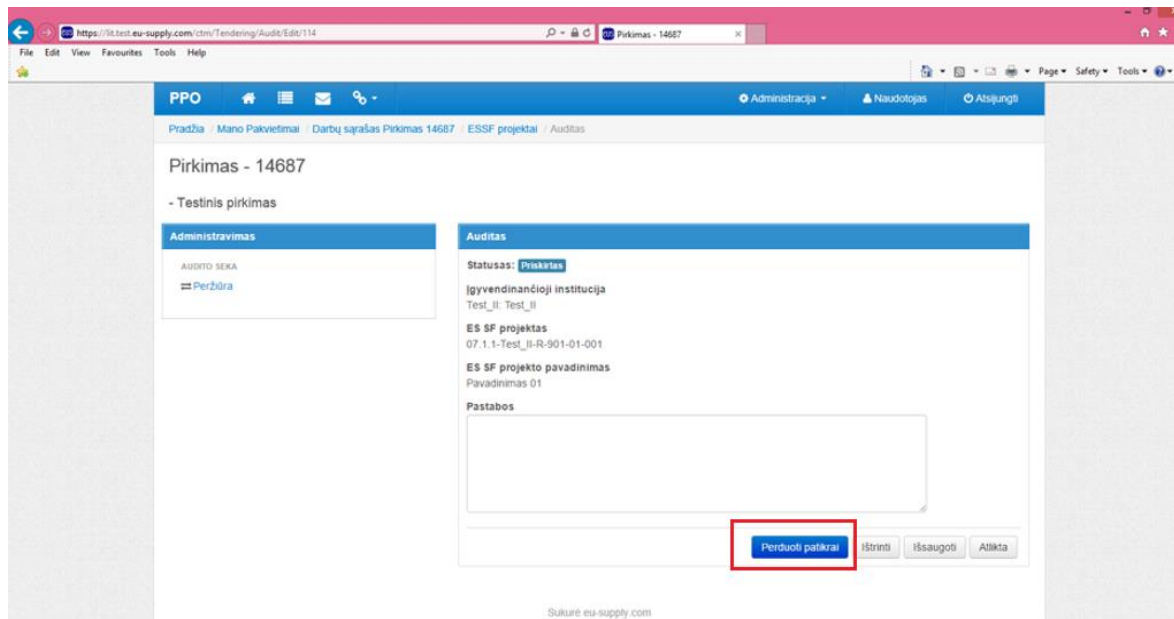 https://lit.test.eu-supply.com/ctm/Tendering/Audit/Edit/114
Pirkimas - 14687
File Edit View Favourites Tools Help
Page Safety Tools
PPO Administracija Naudotojas Atsijungti
Pradžia / Mano Pakvietimai / Darbų sąrašas Pirkimas 14687 / ESSF projektai / Auditas
Pirkimas - 14687
- Testinis pirkimas
Administravimas
AUDITO SEKA
Peržiūra
Auditas
Statusas: Priskirtas
Įgyvendinančioji institucija
Test_II: Test_II
ES SF projektas
07.1.1-Test_II-R-901-01-001
ES SF projekto pavadinimas
Pavadinimas 01
Pastabos
Perduoti patikrai Ištrinti Išsaugoti Atlikta
Sukūrė eu-supply.com